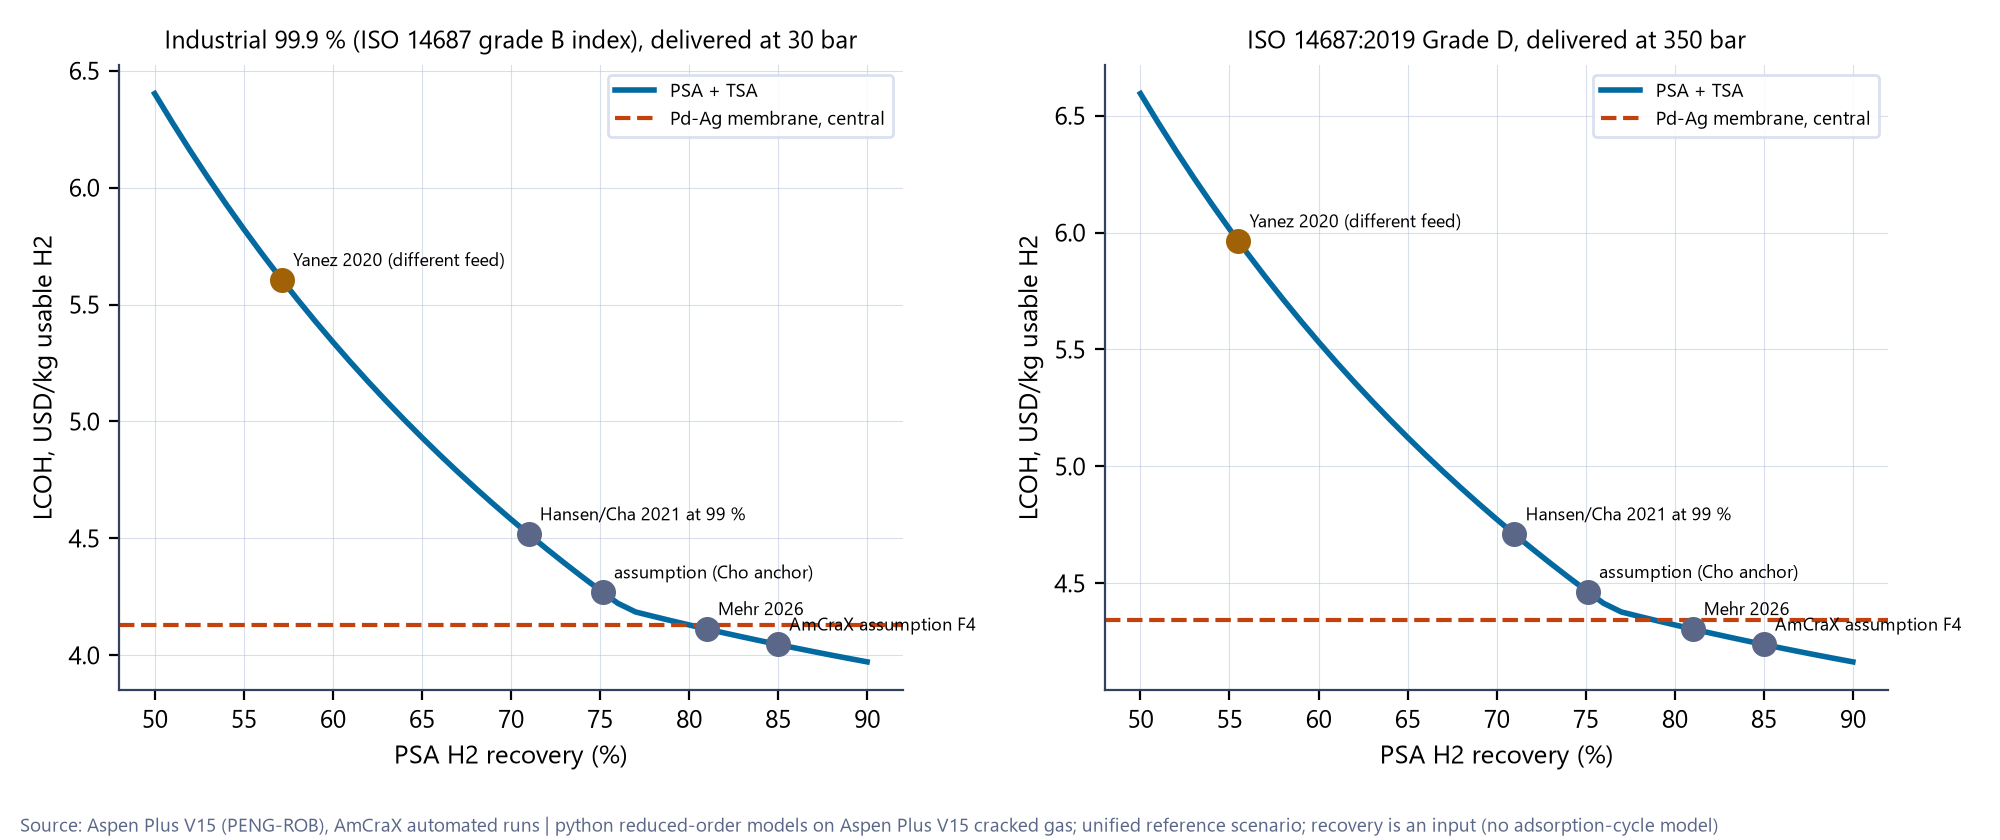 Industrial 99.9 % (ISO 14687 grade B index), delivered at 30 bar
LCOH, USD/kg usable H2
6.5
6.0
5.5
5.0
4.5
4.0
PSA + TSA
Pd-Ag membrane, central
Yanez 2020 (different feed)
Hansen/Cha 2021 at 99 %
assumption (Cho anchor)
Mehr 2026
AmCraX assumption F4
50 55 60 65 70 75 80 85 90
PSA H2 recovery (%)
ISO 14687:2019 Grade D, delivered at 350 bar
LCOH, USD/kg usable H2
6.5
6.0
5.5
5.0
4.5
PSA + TSA
Pd-Ag membrane, central
Yanez 2020 (different feed)
Hansen/Cha 2021 at 99 %
assumption (Cho anchor)
Mehr 2026
AmCraX assumption F4
50 55 60 65 70 75 80 85 90
PSA H2 recovery (%)
Source: Aspen Plus V15 (PENG-ROB), AmCraX automated runs | python reduced-order models on Aspen Plus V15 cracked gas; unified reference scenario; recovery is an input (no adsorption-cycle model)